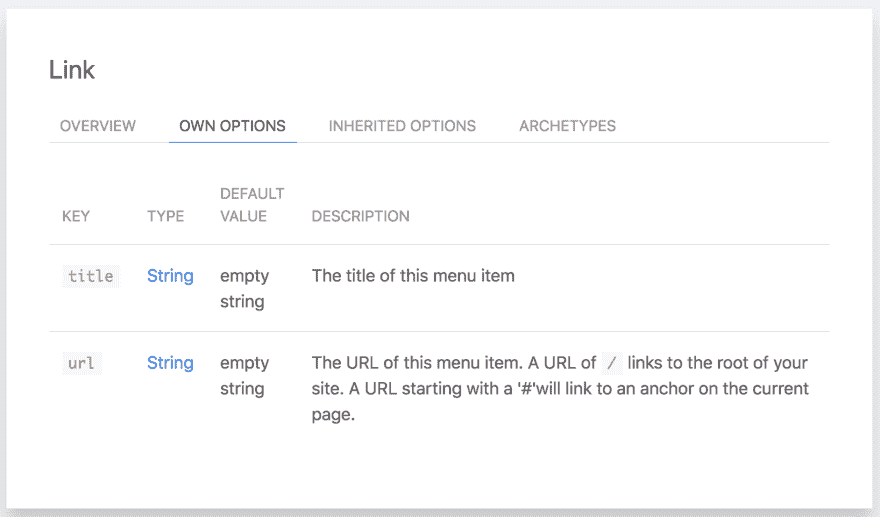 Link
OVERVIEW OWN OPTIONS INHERITED OPTIONS ARCHETYPES
KEY TYPE DEFAULT VALUE DESCRIPTION
title String empty string The title of this menu item
url String empty string The URL of this menu item. A URL of / links to the root of your
site. A URL starting with a '#'will link to an anchor on the current
page.